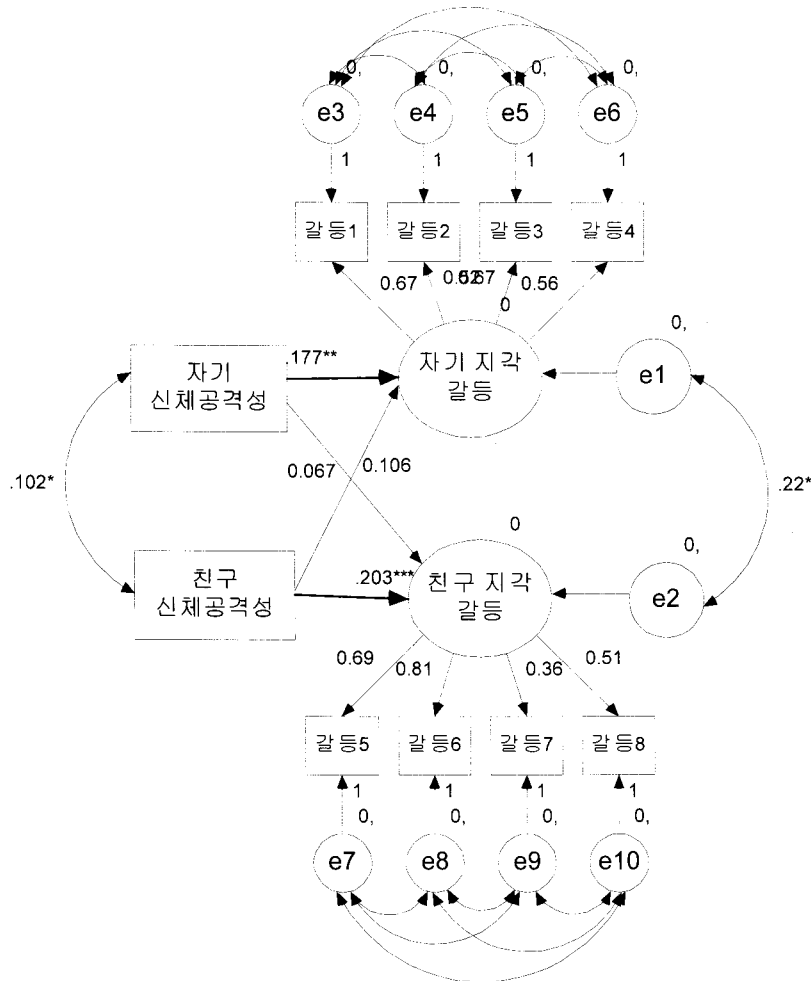 0, 0, 0, 0,
e3 e4 e5 e6
1 1 1 1
갈등1 갈등2 갈등3 갈등4
0.67 0.67 0.56
0
0,
자기
신체공격성
.177**
자기 지각
갈등
e1
0.067 0.106
.102*
.22*
0
0,
친구
신체공격성
.203***
친구 지각
갈등
e2
0.69 0.81 0.36 0.51
갈등5 갈등6 갈등7 갈등8
1 1 1 1
0, 0, 0, 0,
e7 e8 e9 e10